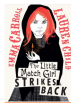 EMMA CARROLL
LAUREN CHILD
The Little
Match Girl
STRIKES
BACK